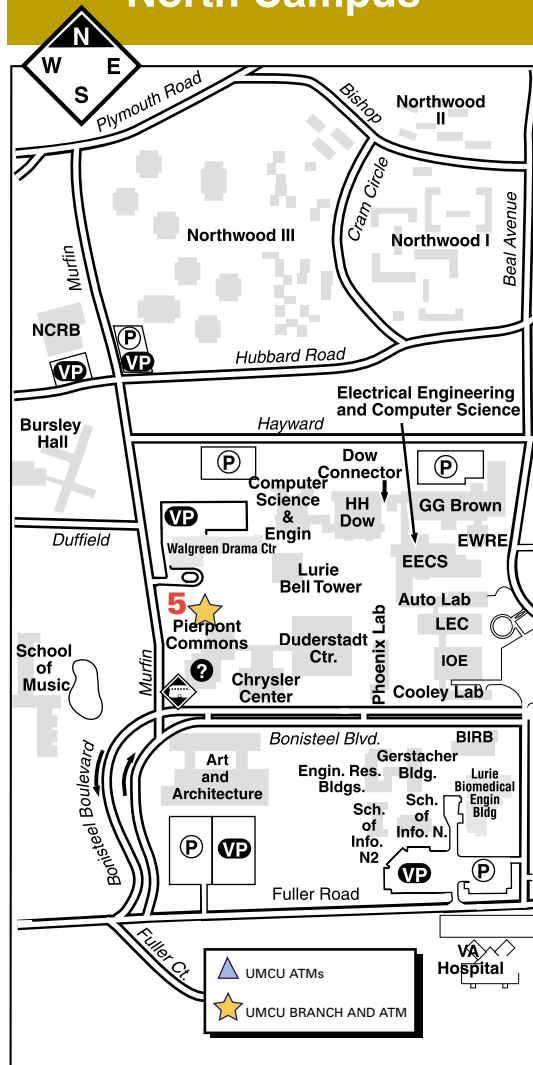 North Campus
N
W E
S
Plymouth Road
Bishop
Northwood
II
Cram Circle
Northwood III
Northwood I
Beal Avenue
Murfin
NCRB
P
VP
VP
Hubbard Road
Electrical Engineering
and Computer Science
Bursley
Hall
Hayward
Dow
Connector
P
P
Computer
Science
&
Engin
HH
Dow
GG Brown
VP
Duffield
Walgreen Drama Ctr
EWRE
EECS
Lurie
Bell Tower
5
Auto Lab
Pierpont
Commons
LEC
Duderstadt
Ctr.
Phoenix Lab
School
of
Music
IOE
?
Murfin
Chrysler
Center
Cooley Lab
Bonisteel Blvd.
BIRB
Bonisteel Boulevard
Art
and
Architecture
Gerstacher
Bldg.
Engin. Res.
Bldgs.
Lurie
Biomedical
Engin
Bldg
Sch.
of
Info. N.
Sch.
of
Info.
N2
P
VP
VP
P
Fuller Road
Fuller Ct.
VA
Hospital
UMCU ATMs
UMCU BRANCH AND ATM